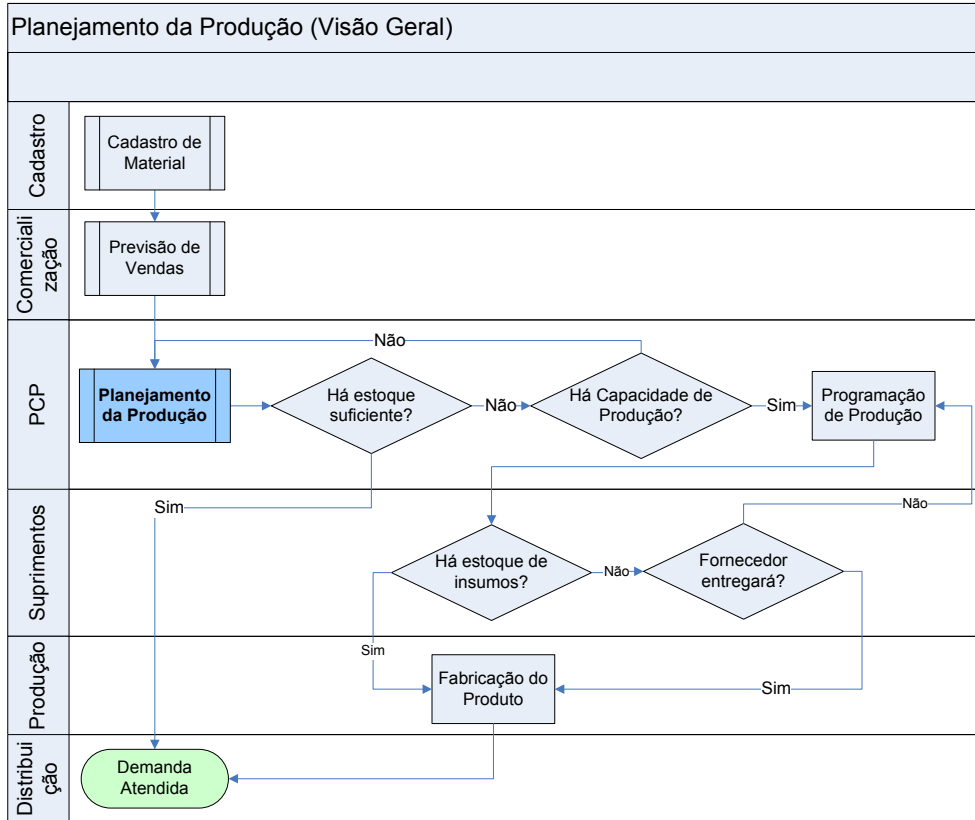 Planejamento da Produção (Visão Geral)
Cadastro
Cadastro de
Material
Comerciali
zação
Previsão de
Vendas
PCP
Não
Planejamento
da Produção
Há estoque
suficiente?
Não
Há Capacidade de
Produção?
Sim
Programação
de Produção
Suprimentos
Sim
Não
Há estoque de
insumos?
Não
Fornecedor
entregará?
Produção
Sim
Fabricação do
Produto
Sim
Distribui
ção
Demanda
Atendida